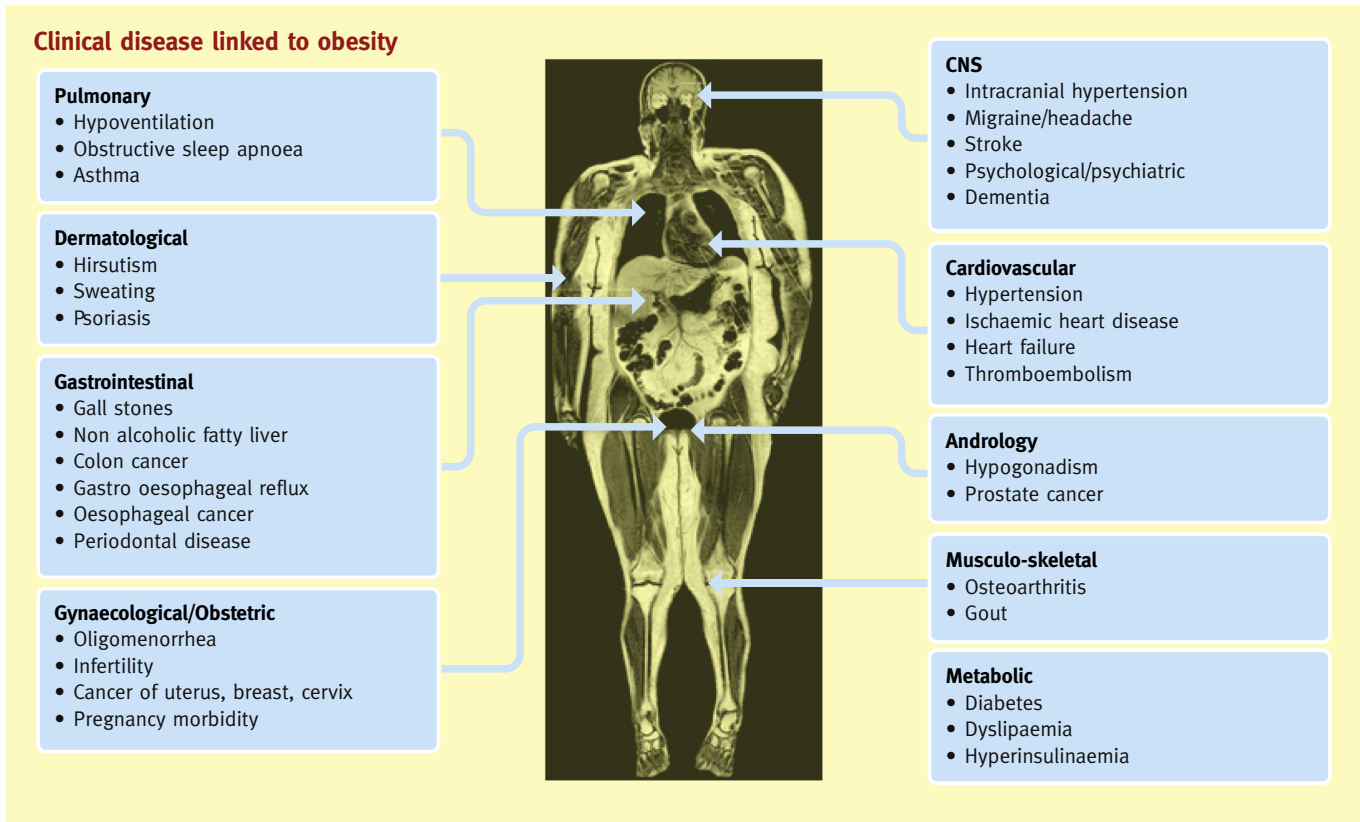 Clinical disease linked to obesity
Pulmonary
• Hypoventilation
• Obstructive sleep apnoea
• Asthma
Dermatological
• Hirsutism
• Sweating
• Psoriasis
Gastrointestinal
• Gall stones
• Non alcoholic fatty liver
• Colon cancer
• Gastro oesophageal reflux
• Oesophageal cancer
• Periodontal disease
Gynaecological/Obstetric
• Oligomenorrhea
• Infertility
• Cancer of uterus, breast, cervix
• Pregnancy morbidity
CNS
• Intracranial hypertension
• Migraine/headache
• Stroke
• Psychological/psychiatric
• Dementia
Cardiovascular
• Hypertension
• Ischaemic heart disease
• Heart failure
• Thromboembolism
Andrology
• Hypogonadism
• Prostate cancer
Musculo-skeletal
• Osteoarthritis
• Gout
Metabolic
• Diabetes
• Dyslipaemia
• Hyperinsulinaemia